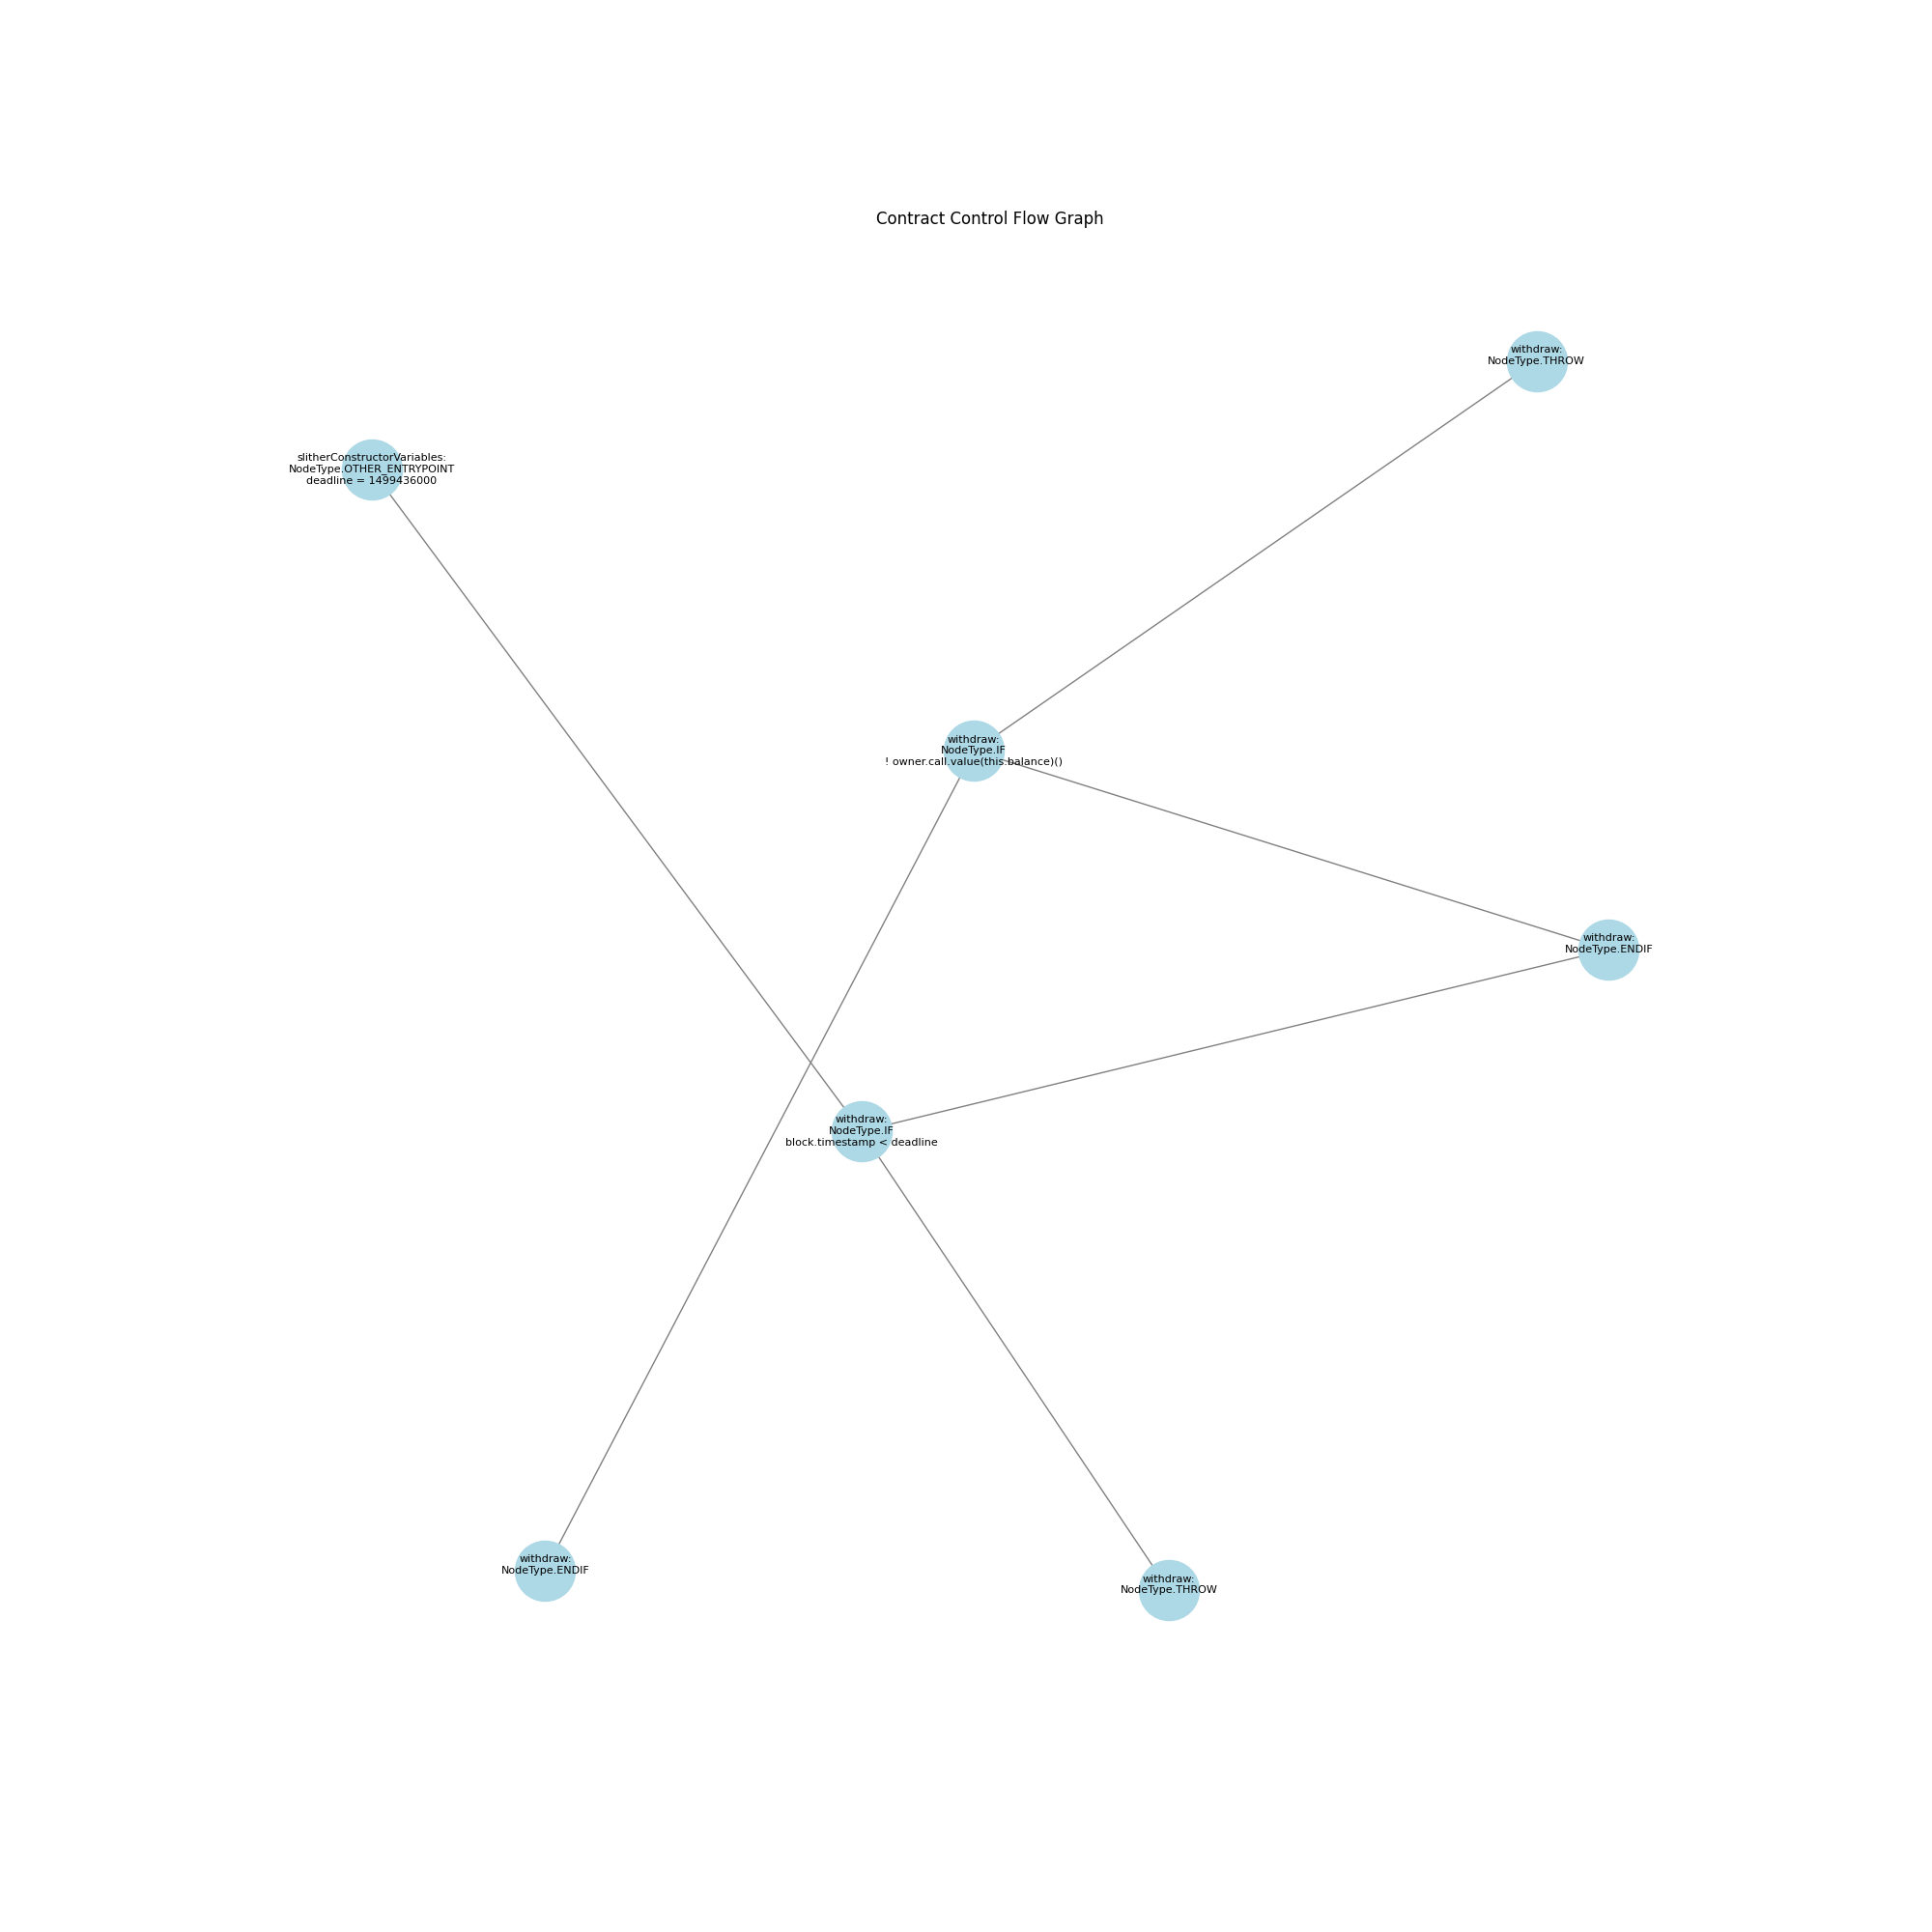 Contract Control Flow Graph
withdraw:
NodeType.THROW
slitherConstructorVariables:
NodeType.OTHER_ENTRYPOINT
deadline = 1499436000
withdraw:
NodeType.IF
! owner.call.value(this.balance)()
withdraw:
NodeType.ENDIF
withdraw:
NodeType.IF
block.timestamp < deadline
withdraw:
NodeType.ENDIF
withdraw:
NodeType.THROW